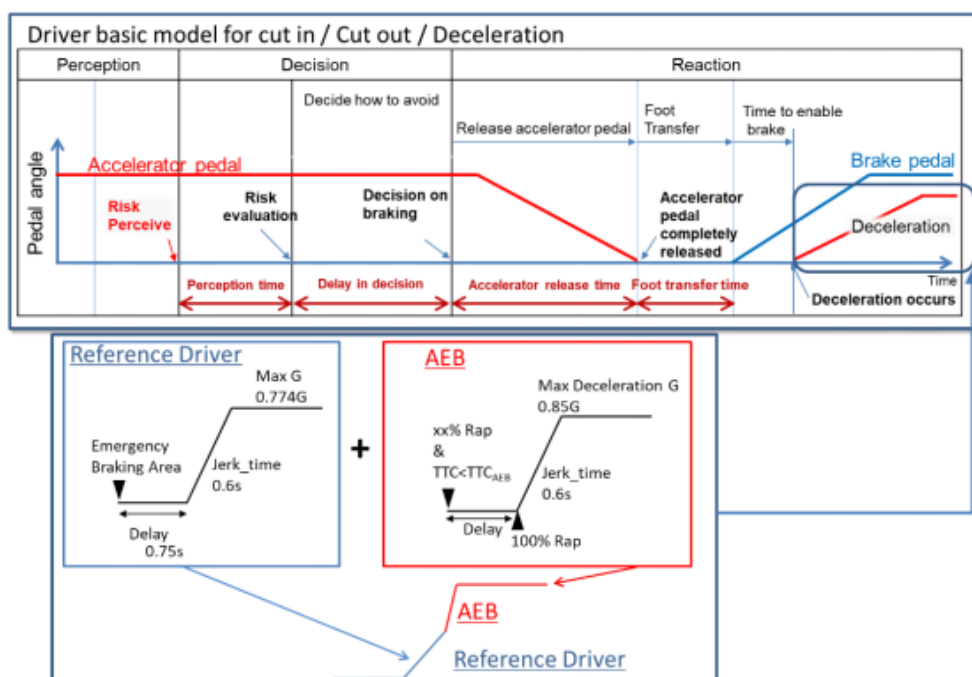 Driver basic model for cut in / Cut out / Deceleration
Perception
Decision
Reaction
Decide how to avoid
Release accelerator pedal
Foot
Transfer
Time to enable
brake
Pedal angle
Accelerator pedal
Brake pedal
Risk
Perceive
Risk
evaluation
Decision on
braking
Accelerator
pedal
completely
released
Deceleration
Time
Perception time
Delay in decision
Accelerator release time
Foot transfer time
Deceleration occurs
Reference Driver
Max G
0.774G
Emergency
Braking Area
Jerk_time
0.6s
Delay
0.75s
+
AEB
Max Deceleration G
0.85G
xx% Rap
&
TTC<TTCAEB
Jerk_time
0.6s
Delay
100% Rap
AEB
Reference Driver